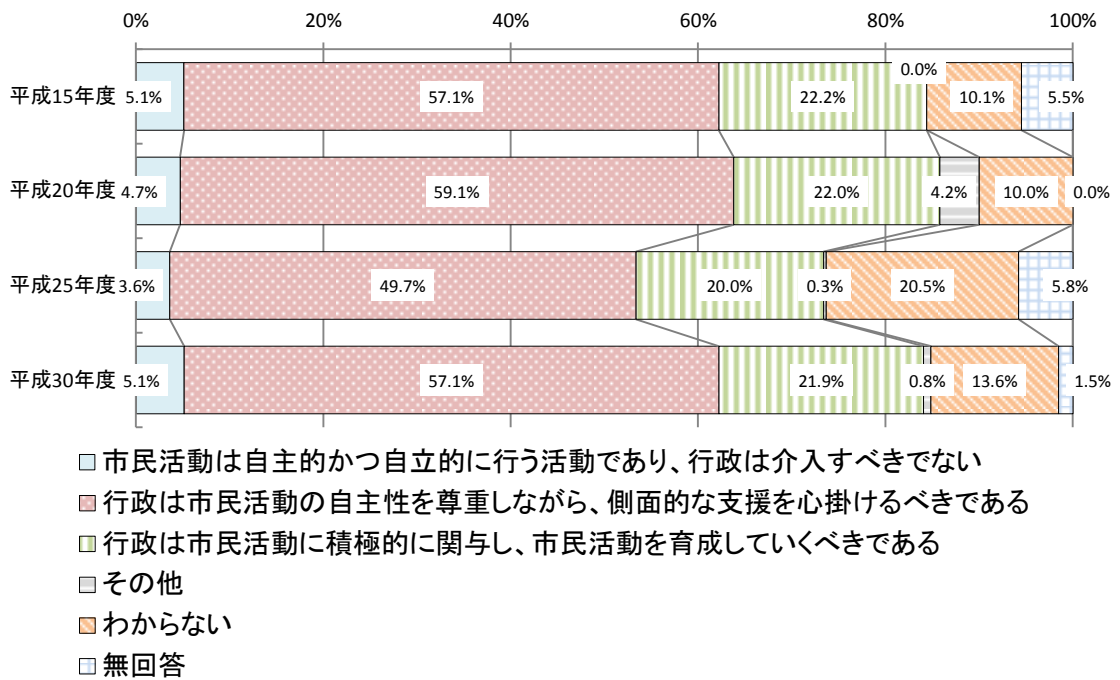 0% 20% 40% 60% 80% 100%
平成15年度 5.1% 57.1% 22.2% 0.0% 10.1% 5.5%
平成20年度 4.7% 59.1% 22.0% 4.2% 10.0% 0.0%
平成25年度 3.6% 49.7% 20.0% 0.3% 20.5% 5.8%
平成30年度 5.1% 57.1% 21.9% 0.8% 13.6% 1.5%
市民活動は自主的かつ自立的に行う活動であり、行政は介入すべきでない
行政は市民活動の自主性を尊重しながら、側面的な支援を心掛けるべきである
行政は市民活動に積極的に関与し、市民活動を育成していくべきである
その他
わからない
無回答